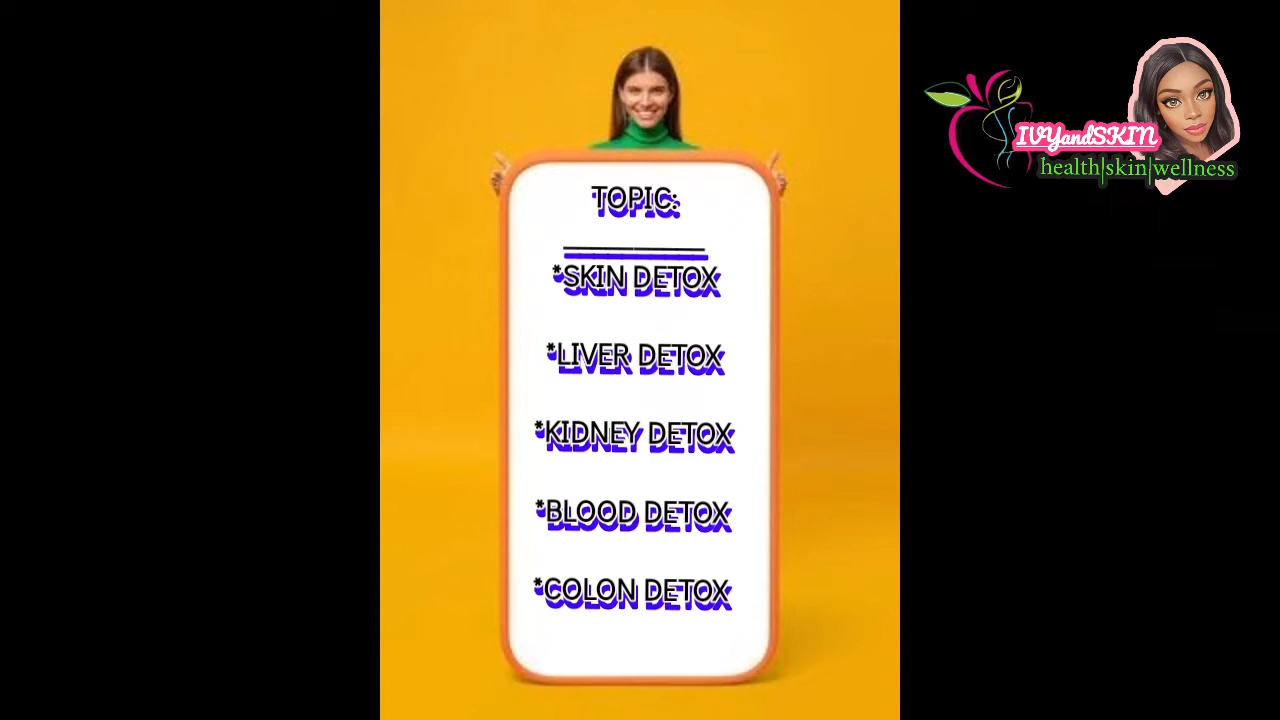 TOPIC:
*SKIN DETOX
*LIVER DETOX
*KIDNEY DETOX
*BLOOD DETOX
*COLON DETOX
IVYandSKIN
health|skin|wellness